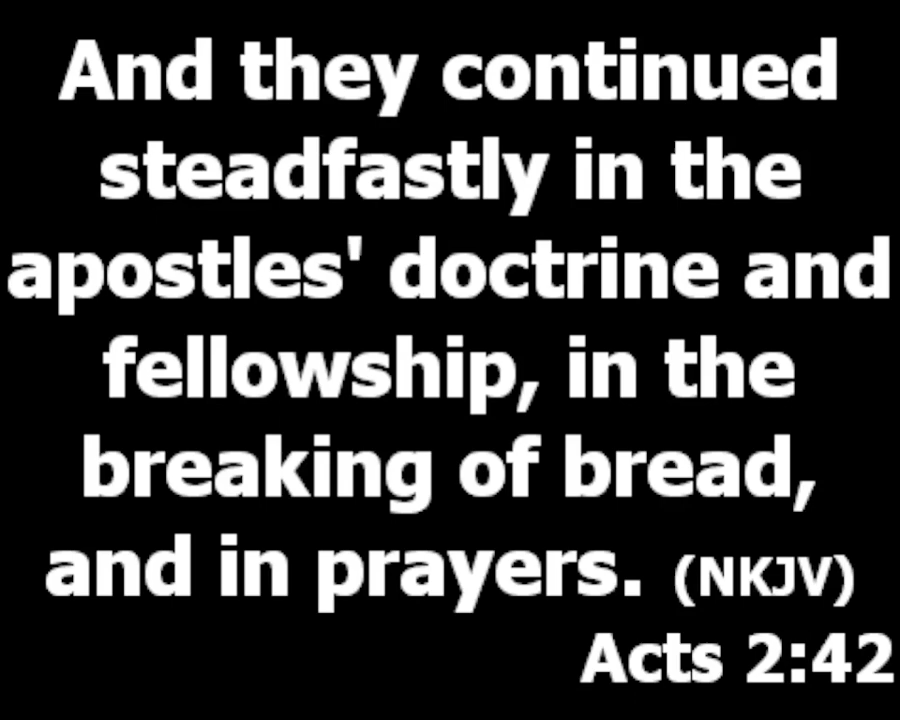 And they continued
steadfastly in the
apostles' doctrine and
fellowship, in the
breaking of bread,
and in prayers. (NKJV)
Acts 2:42